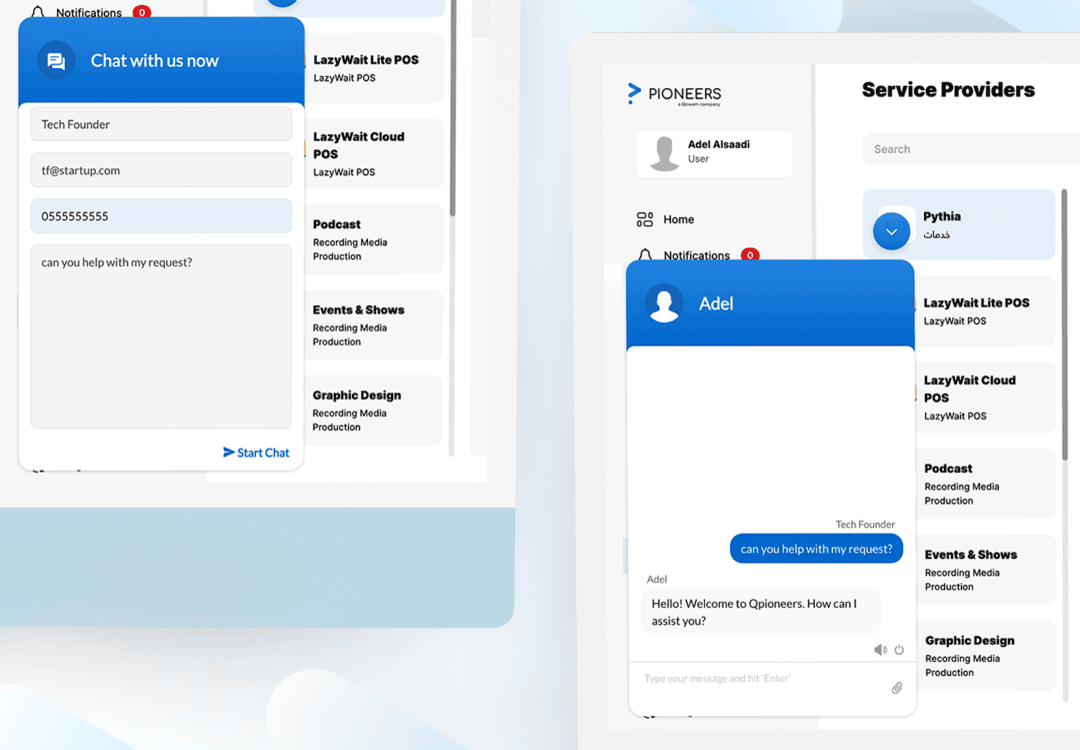 Notifications
0
Chat with us now
Tech Founder
tf@startup.com
0555555555
can you help with my request?
Start Chat
LazyWait Lite POS
LazyWait POS
LazyWait Cloud
POS
LazyWait POS
Podcast
Recording Media
Production
Events & Shows
Recording Media
Production
Graphic Design
Recording Media
Production
PIONEERS
a Qowam company
Adel Alsaadi
User
Home
Notifications
0
Adel
Tech Founder
can you help with my request?
Adel
Hello! Welcome to Qpioneers. How can I
assist you?
Type your message and hit 'Enter'
Service Providers
Search
Pythia
خدمات
LazyWait Lite POS
LazyWait POS
LazyWait Cloud
POS
LazyWait POS
Podcast
Recording Media
Production
Events & Shows
Recording Media
Production
Graphic Design
Recording Media
Production